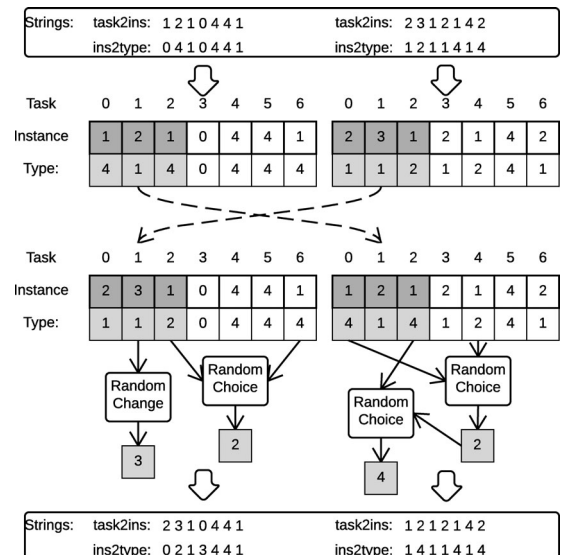 Strings: task2ins: 1 2 1 0 4 4 1 task2ins: 2 3 1 2 1 4 2
ins2type: 0 4 1 0 4 4 1 ins2type: 1 2 1 1 4 1 4
Task 0 1 2 3 4 5 6 0 1 2 3 4 5 6
Instance 1 2 1 0 4 4 1 2 3 1 2 1 4 2
Type: 4 1 4 0 4 4 4 1 1 2 1 2 4 1
Task 0 1 2 3 4 5 6 0 1 2 3 4 5 6
Instance 2 3 1 0 4 4 1 1 2 1 2 1 4 2
Type: 1 1 2 0 4 4 4 4 1 4 1 2 4 1
Random
Change
Random
Choice
Random
Choice
Random
Choice
3
2
4
2
Strings: task2ins: 2 3 1 0 4 4 1 task2ins: 1 2 1 2 1 4 2
ins2type: 0 2 1 3 4 4 1 ins2type: 1 4 1 1 4 1 4